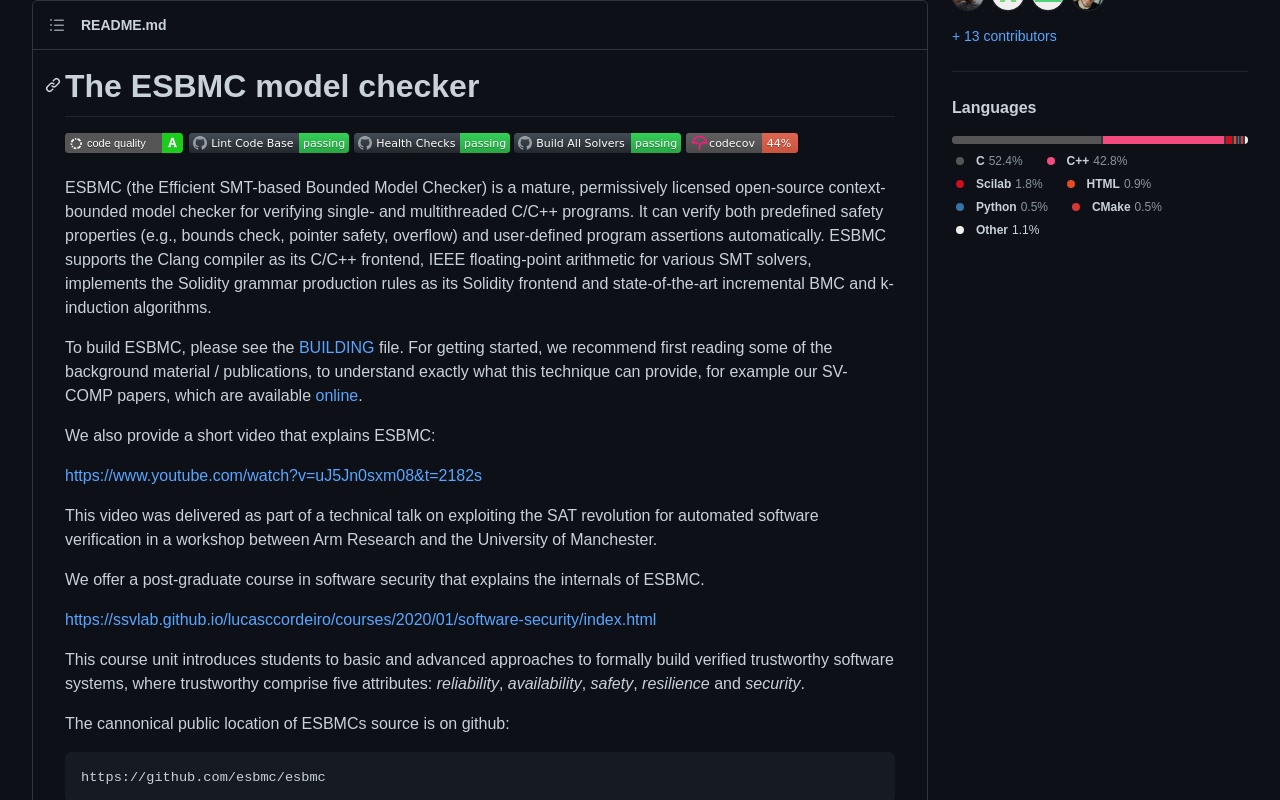 README.md
The ESBMC model checker
code quality A Lint Code Base passing Health Checks passing Build All Solvers passing codecov 44%
ESBMC (the Efficient SMT-based Bounded Model Checker) is a mature, permissively licensed open-source context-
bounded model checker for verifying single- and multithreaded C/C++ programs. It can verify both predefined safety
properties (e.g., bounds check, pointer safety, overflow) and user-defined program assertions automatically. ESBMC
supports the Clang compiler as its C/C++ frontend, IEEE floating-point arithmetic for various SMT solvers,
implements the Solidity grammar production rules as its Solidity frontend and state-of-the-art incremental BMC and k-
induction algorithms.
To build ESBMC, please see the BUILDING file. For getting started, we recommend first reading some of the
background material / publications, to understand exactly what this technique can provide, for example our SV-
COMP papers, which are available online.
We also provide a short video that explains ESBMC:
https://www.youtube.com/watch?v=uJ5Jn0sxm08&t=2182s
This video was delivered as part of a technical talk on exploiting the SAT revolution for automated software
verification in a workshop between Arm Research and the University of Manchester.
We offer a post-graduate course in software security that explains the internals of ESBMC.
https://ssvlab.github.io/lucasccordeiro/courses/2020/01/software-security/index.html
This course unit introduces students to basic and advanced approaches to formally build verified trustworthy software
systems, where trustworthy comprise five attributes: reliability, availability, safety, resilience and security.
The cannonical public location of ESBMCs source is on github:
https://github.com/esbmc/esbmc
+ 13 contributors
Languages
C 52.4% C++ 42.8%
Scilab 1.8% HTML 0.9%
Python 0.5% CMake 0.5%
Other 1.1%